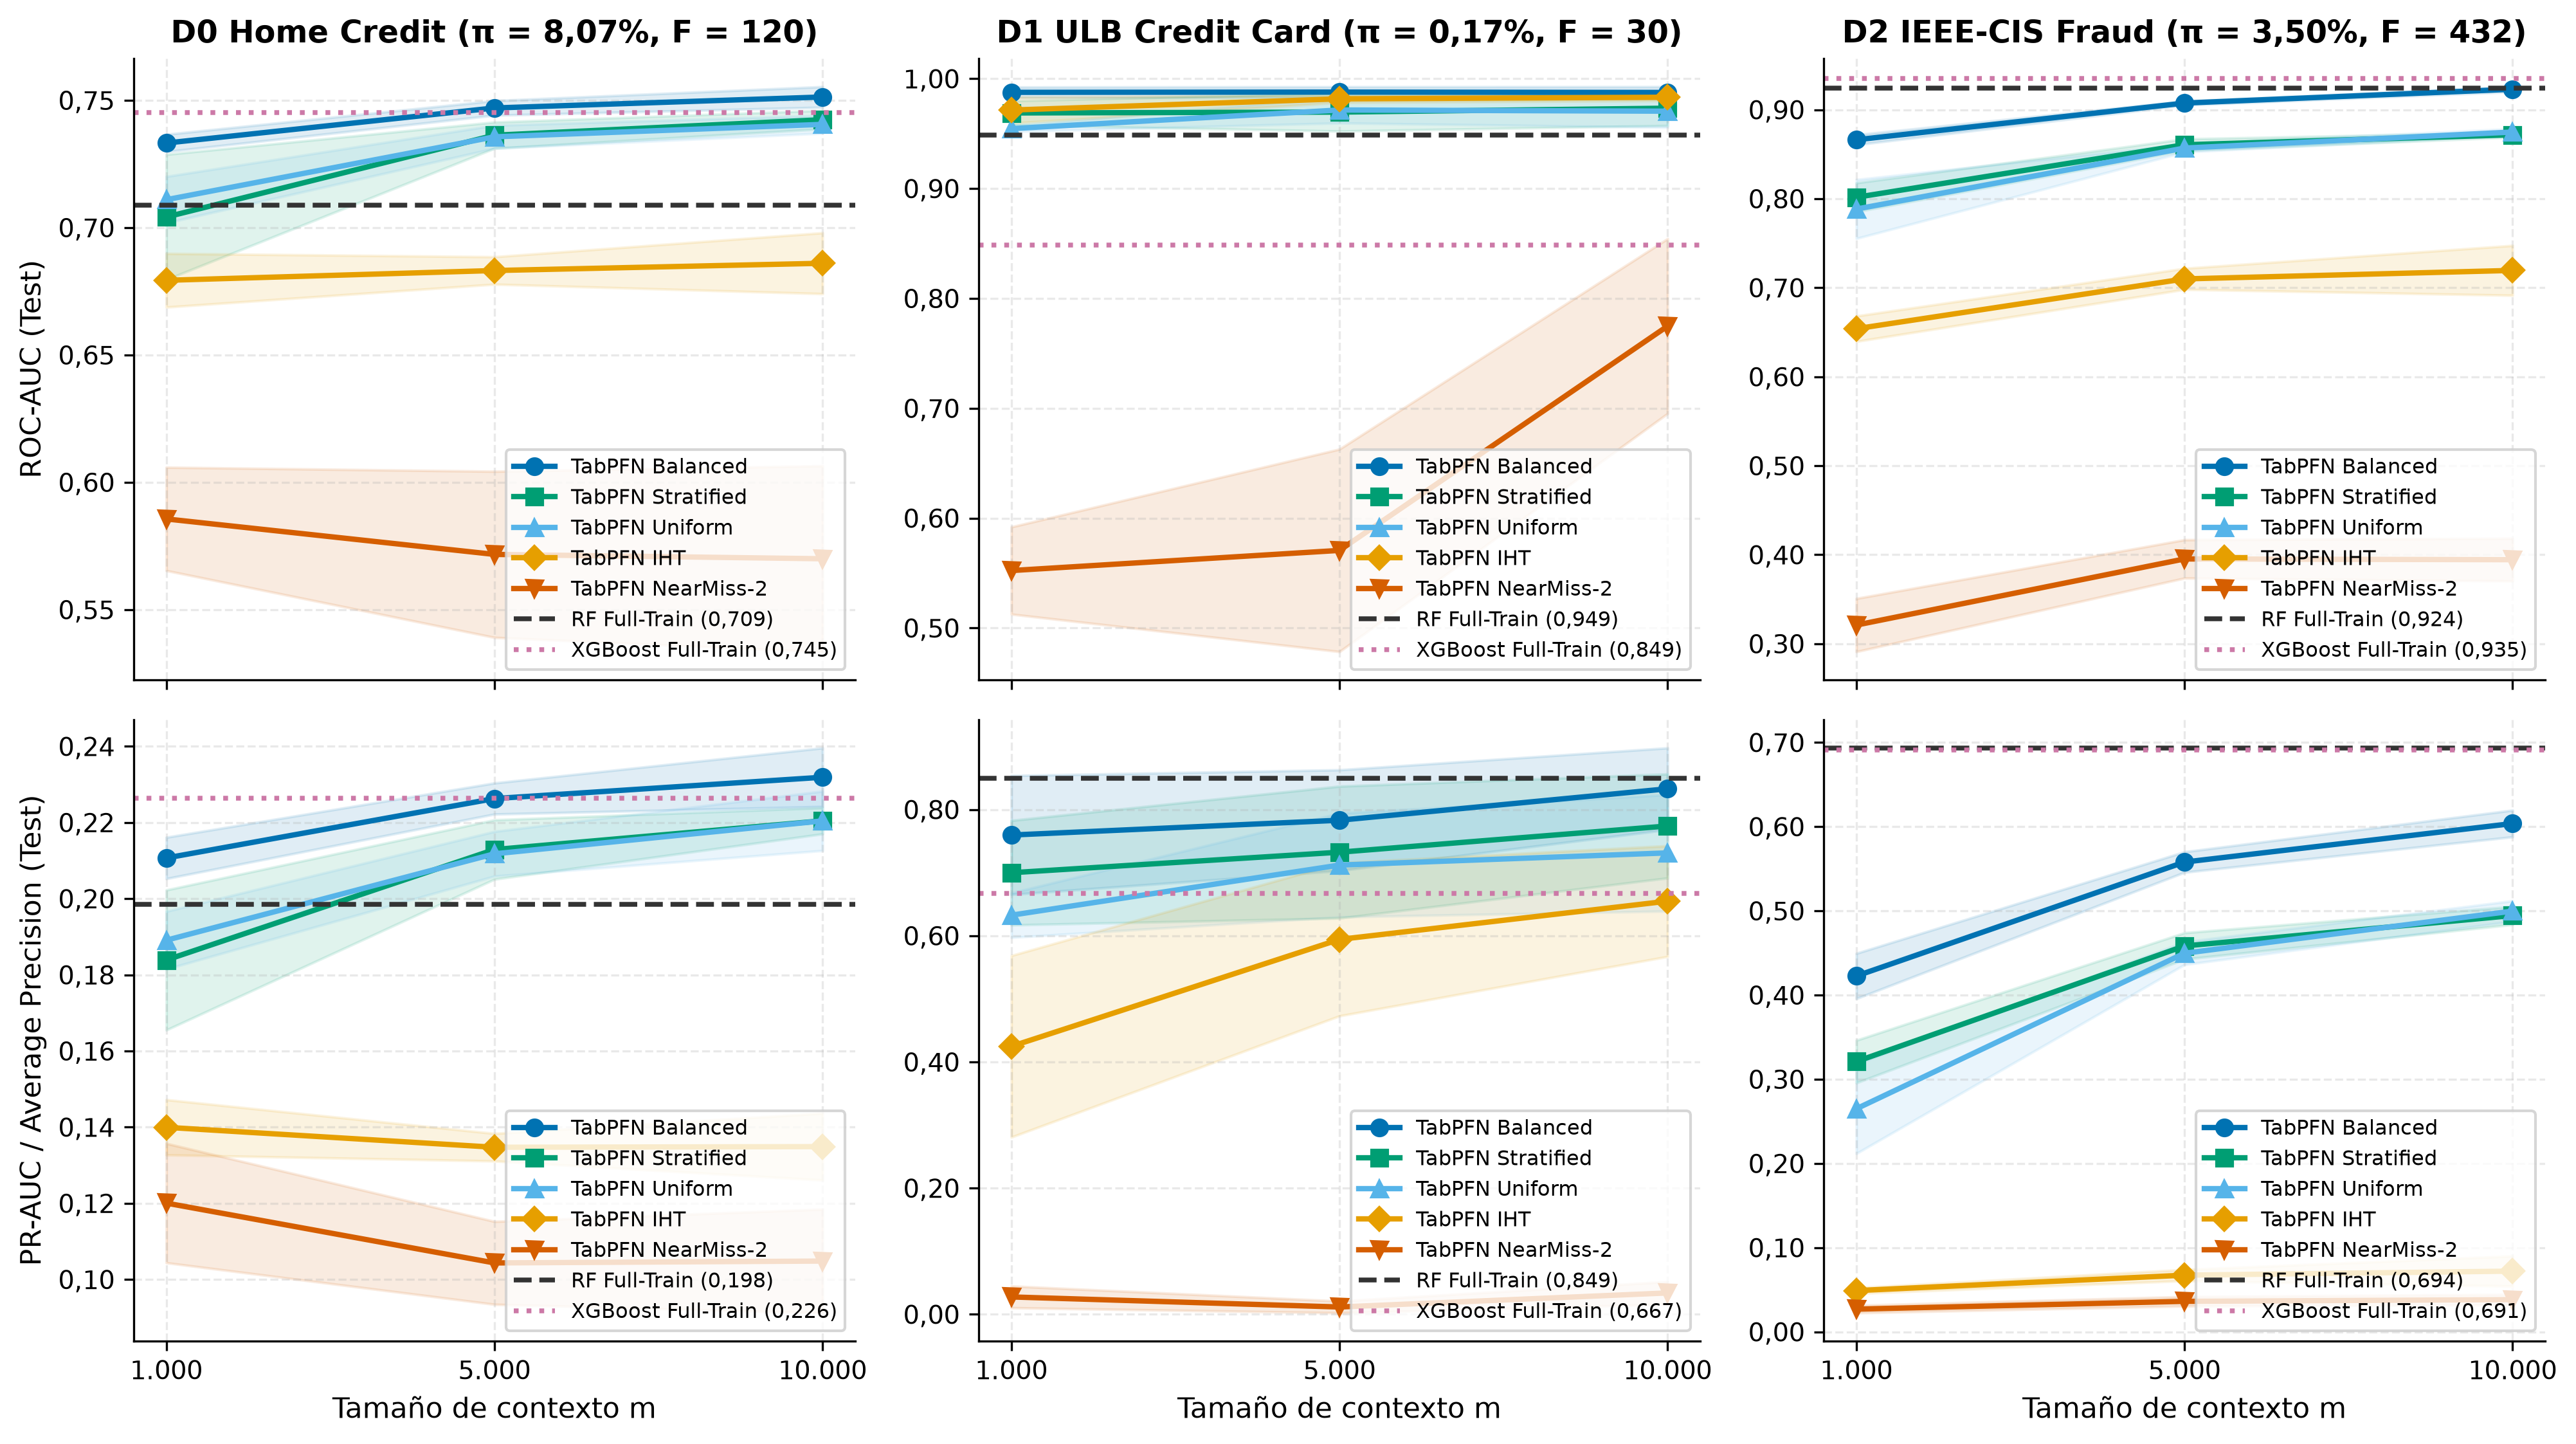 D0 Home Credit (π = 8,07%, F = 120)
D1 ULB Credit Card (π = 0,17%, F = 30)
D2 IEEE-CIS Fraud (π = 3,50%, F = 432)
ROC-AUC (Test)
0,75
0,70
0,65
0,60
0,55
TabPFN Balanced
TabPFN Stratified
TabPFN Uniform
TabPFN IHT
TabPFN NearMiss-2
RF Full-Train (0,709)
XGBoost Full-Train (0,745)
1,00
0,90
0,80
0,70
0,60
0,50
TabPFN Balanced
TabPFN Stratified
TabPFN Uniform
TabPFN IHT
TabPFN NearMiss-2
RF Full-Train (0,949)
XGBoost Full-Train (0,849)
0,90
0,80
0,70
0,60
0,50
0,40
0,30
TabPFN Balanced
TabPFN Stratified
TabPFN Uniform
TabPFN IHT
TabPFN NearMiss-2
RF Full-Train (0,924)
XGBoost Full-Train (0,935)
PR-AUC / Average Precision (Test)
0,24
0,22
0,20
0,18
0,16
0,14
0,12
0,10
TabPFN Balanced
TabPFN Stratified
TabPFN Uniform
TabPFN IHT
TabPFN NearMiss-2
RF Full-Train (0,198)
XGBoost Full-Train (0,226)
1.000 5.000 10.000
Tamaño de contexto m
0,80
0,60
0,40
0,20
0,00
TabPFN Balanced
TabPFN Stratified
TabPFN Uniform
TabPFN IHT
TabPFN NearMiss-2
RF Full-Train (0,849)
XGBoost Full-Train (0,667)
1.000 5.000 10.000
Tamaño de contexto m
0,70
0,60
0,50
0,40
0,30
0,20
0,10
0,00
TabPFN Balanced
TabPFN Stratified
TabPFN Uniform
TabPFN IHT
TabPFN NearMiss-2
RF Full-Train (0,694)
XGBoost Full-Train (0,691)
1.000 5.000 10.000
Tamaño de contexto m